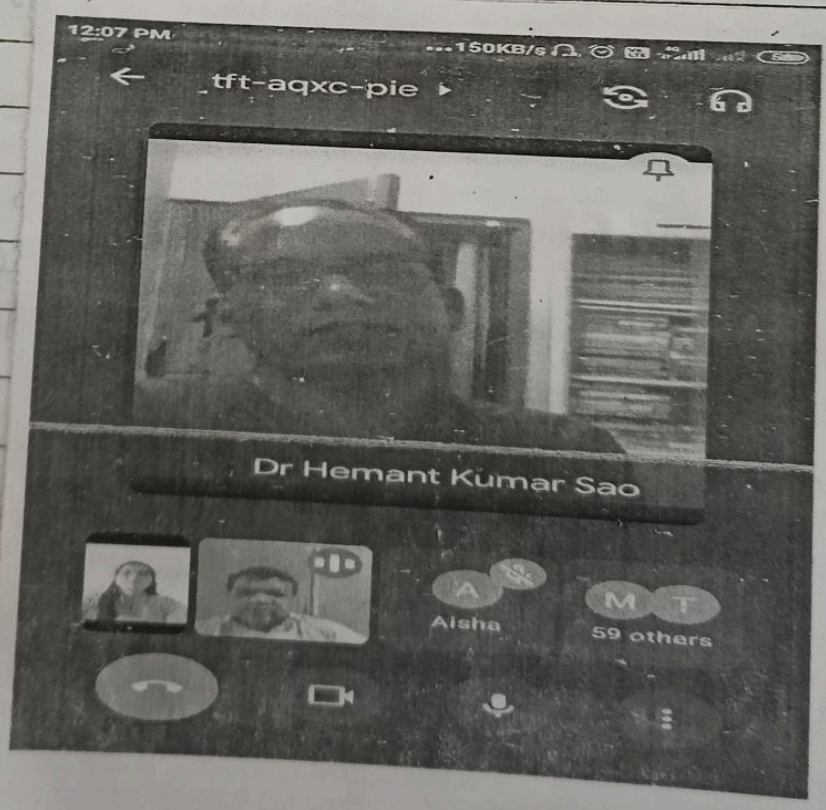 12:07 PM
...150KB/s
tft-aqxc-pie
Dr Hemant Kumar Sao
A
Aisha
M T
59 others